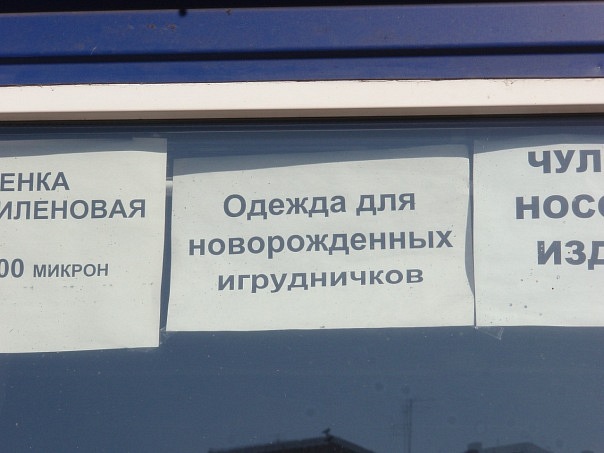 ЕНКА
ИЛЕНОВАЯ
00 МИКРОН
Одежда для
новорожденных
игрудничков
ЧУЛ
НОС
ИЗД